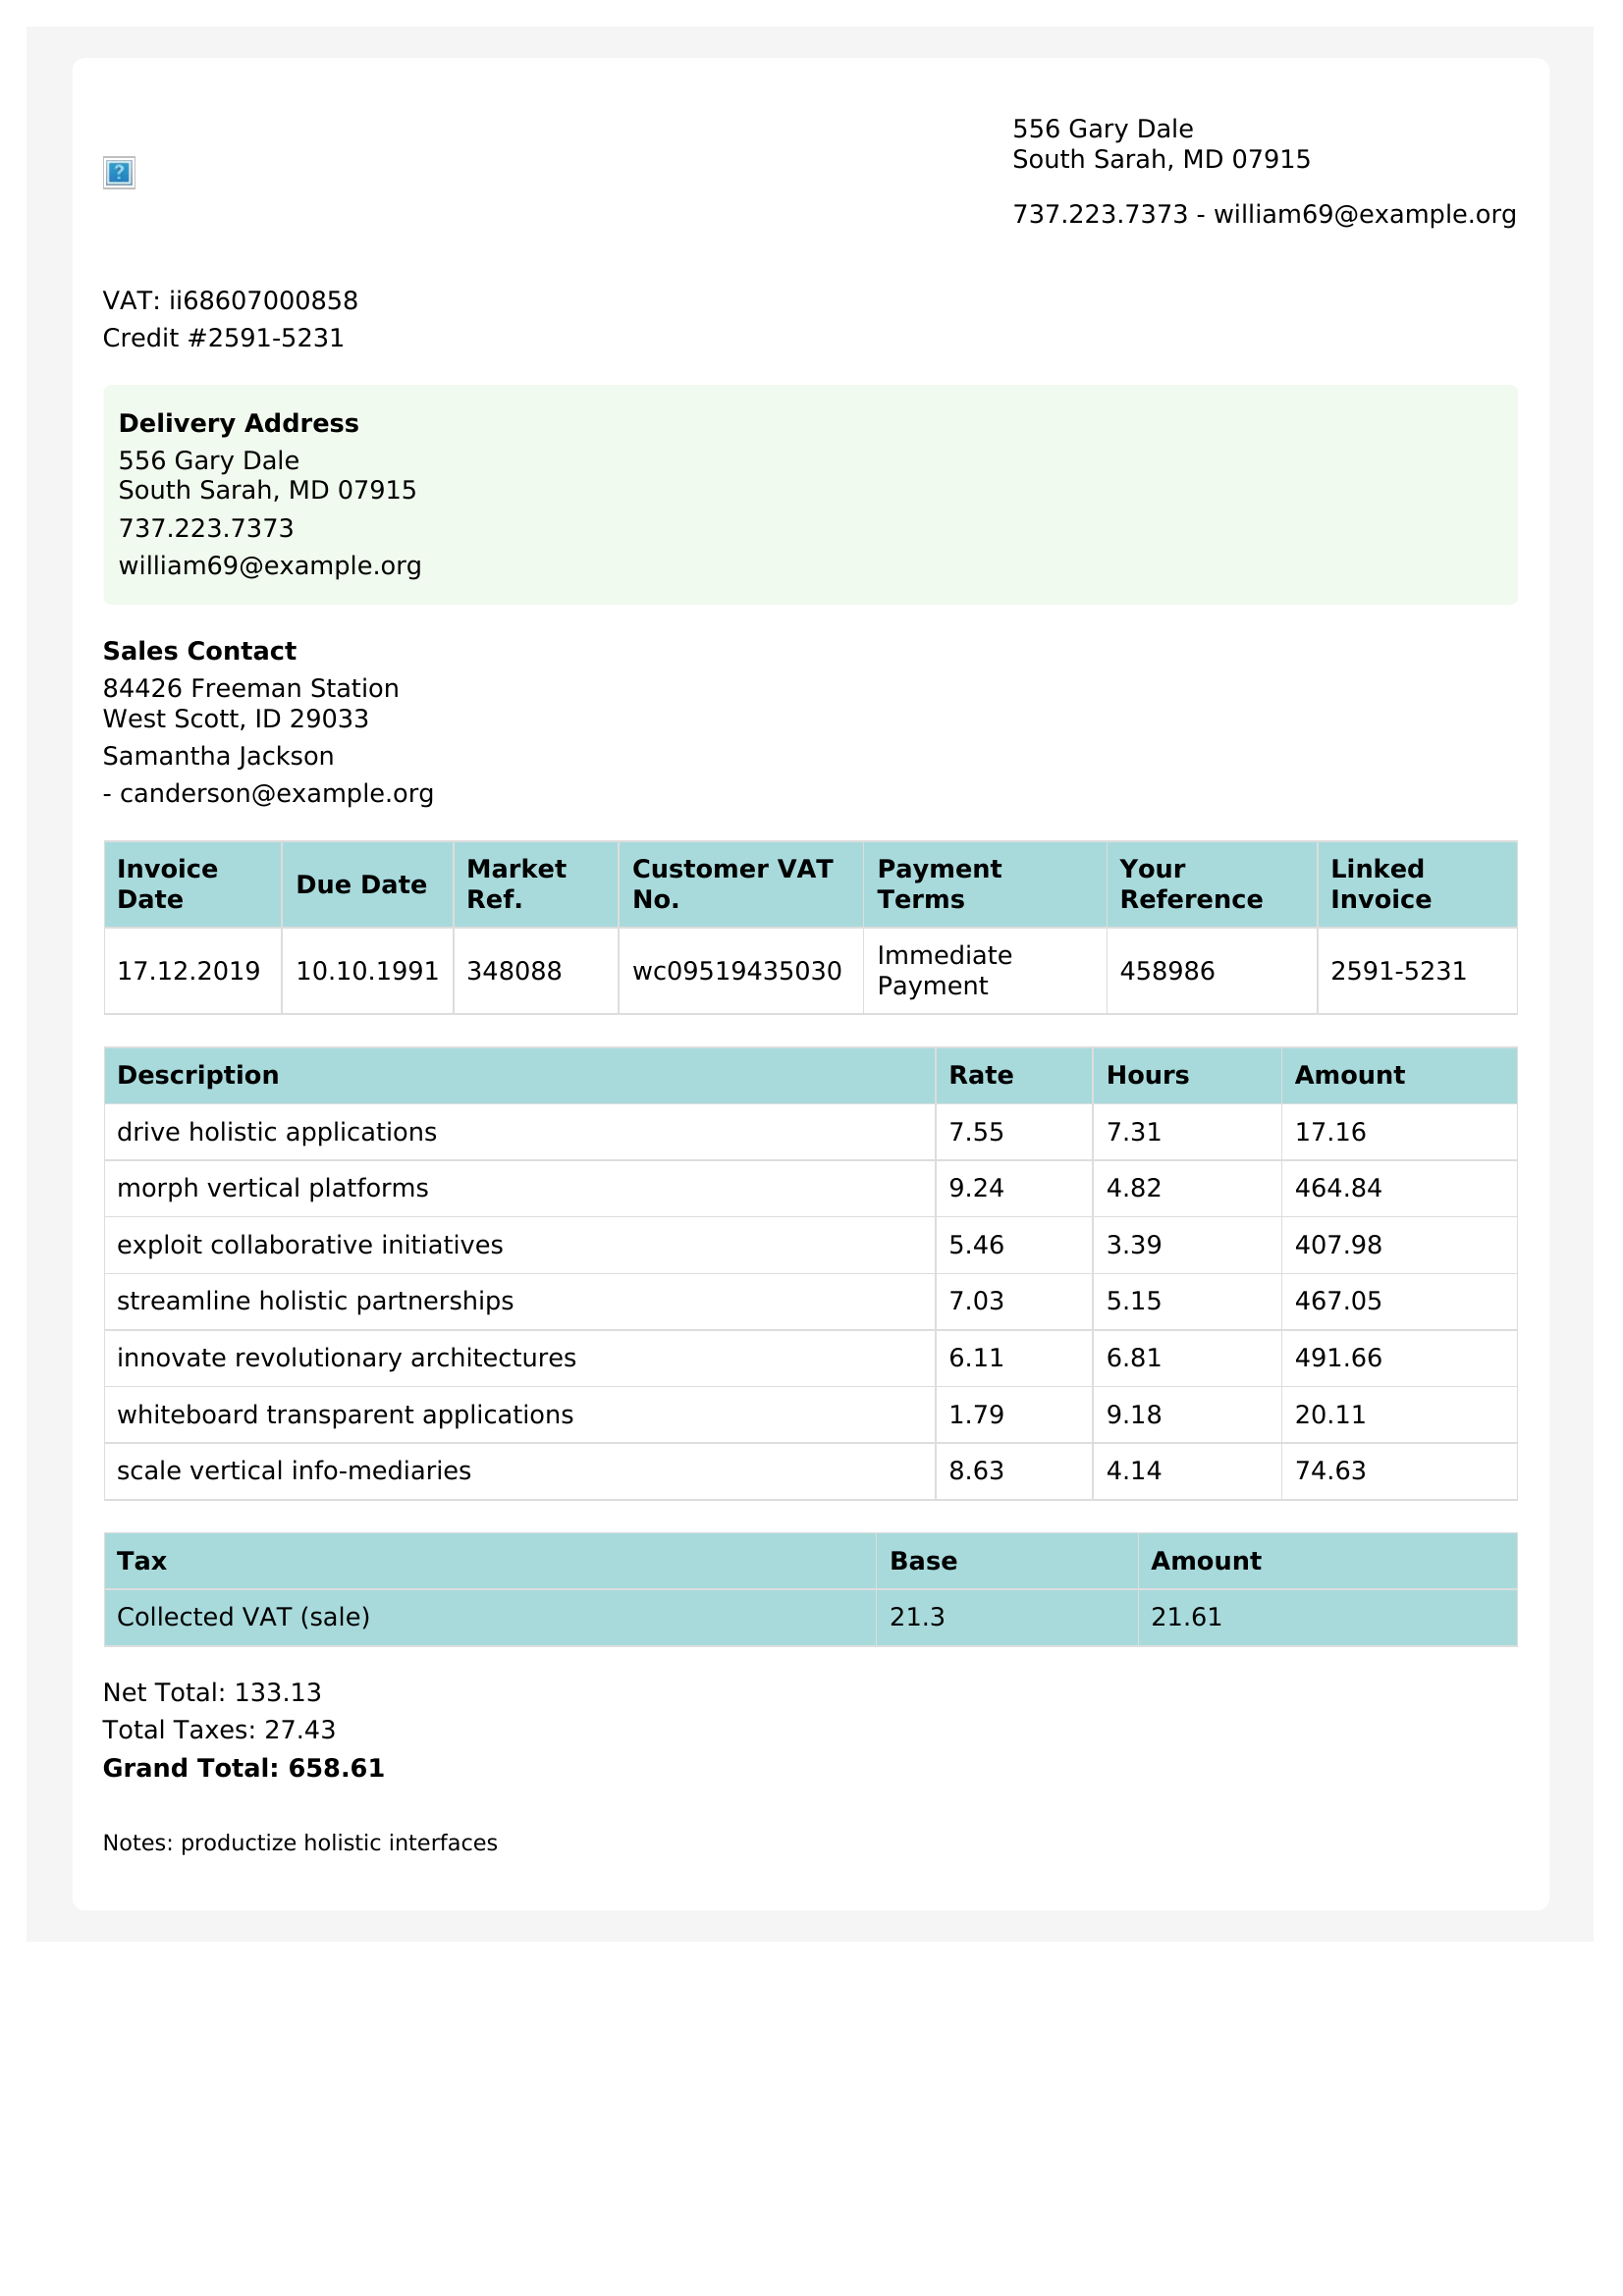 556 Gary Dale
South Sarah, MD 07915
737.223.7373 - william69@example.org
VAT: ii68607000858
Credit #2591-5231
Delivery Address
556 Gary Dale
South Sarah, MD 07915
737.223.7373
william69@example.org
Sales Contact
84426 Freeman Station
West Scott, ID 29033
Samantha Jackson
- canderson@example.org
Invoice Date Due Date Market Ref. Customer VAT No. Payment Terms Your Reference Linked Invoice
17.12.2019 10.10.1991 348088 wc09519435030 Immediate Payment 458986 2591-5231
Description Rate Hours Amount
drive holistic applications 7.55 7.31 17.16
morph vertical platforms 9.24 4.82 464.84
exploit collaborative initiatives 5.46 3.39 407.98
streamline holistic partnerships 7.03 5.15 467.05
innovate revolutionary architectures 6.11 6.81 491.66
whiteboard transparent applications 1.79 9.18 20.11
scale vertical info-mediaries 8.63 4.14 74.63
Tax Base Amount
Collected VAT (sale) 21.3 21.61
Net Total: 133.13
Total Taxes: 27.43
Grand Total: 658.61
Notes: productize holistic interfaces